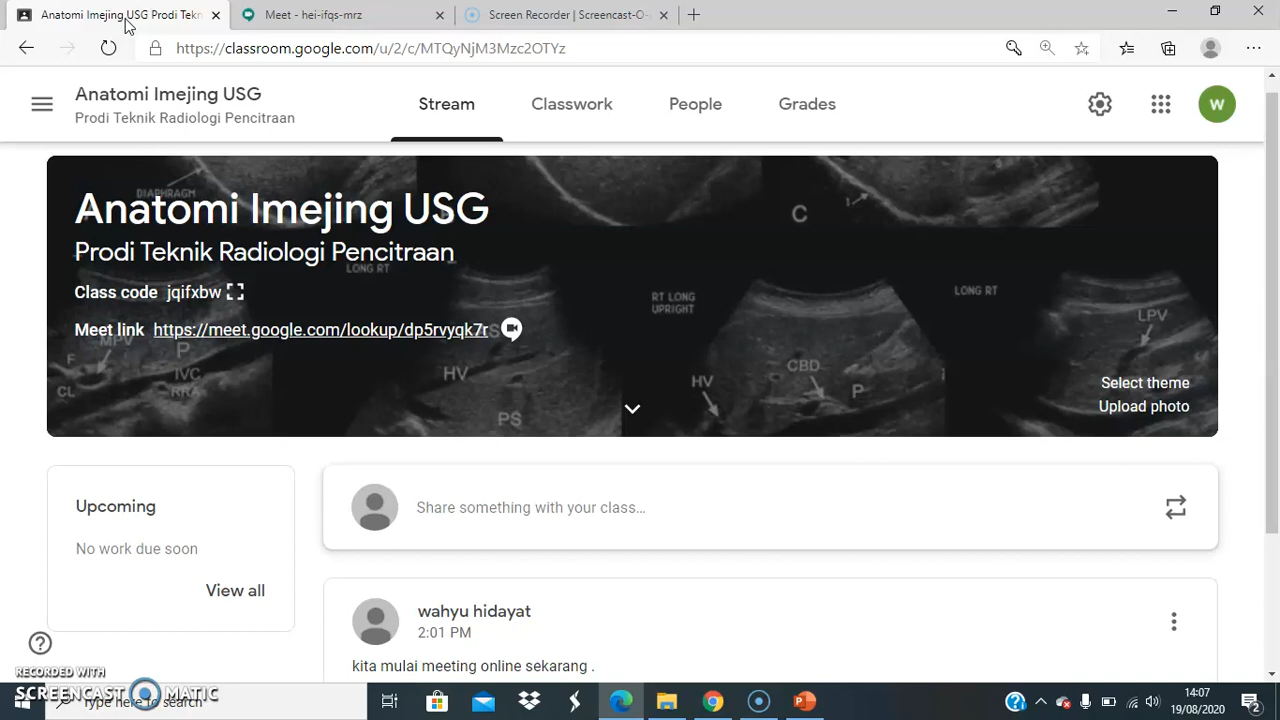 Anatomi Imejing USG Prodi Tekn
Meet - hei-ifqs-mrz
Screen Recorder | Screencast-O-
https://classroom.google.com/u/2/c/MTQyNjM3Mzc2OTYz
Anatomi Imejing USG
Prodi Teknik Radiologi Pencitraan
Stream
Classwork
People
Grades
W
DIAPHRAGM
C
1
Anatomi Imejing USG
Prodi Teknik Radiologi Pencitraan
LONG RT
Class code jqifxbw
RT LONG
UPRIGHT
LONG RT
Meet link https://meet.google.com/lookup/dp5rvyqk7r
MPV
P
F
IVC
RRA
CL
HV
PS
HV
CBD
P
LPV
Select theme
Upload photo
Upcoming
No work due soon
View all
Share something with your class...
wahyu hidayat
2:01 PM
kita mulai meeting online sekarang .
RECORDED WITH
SCREENCAST MATIC
Type here to search
14:07
19/08/2020
2